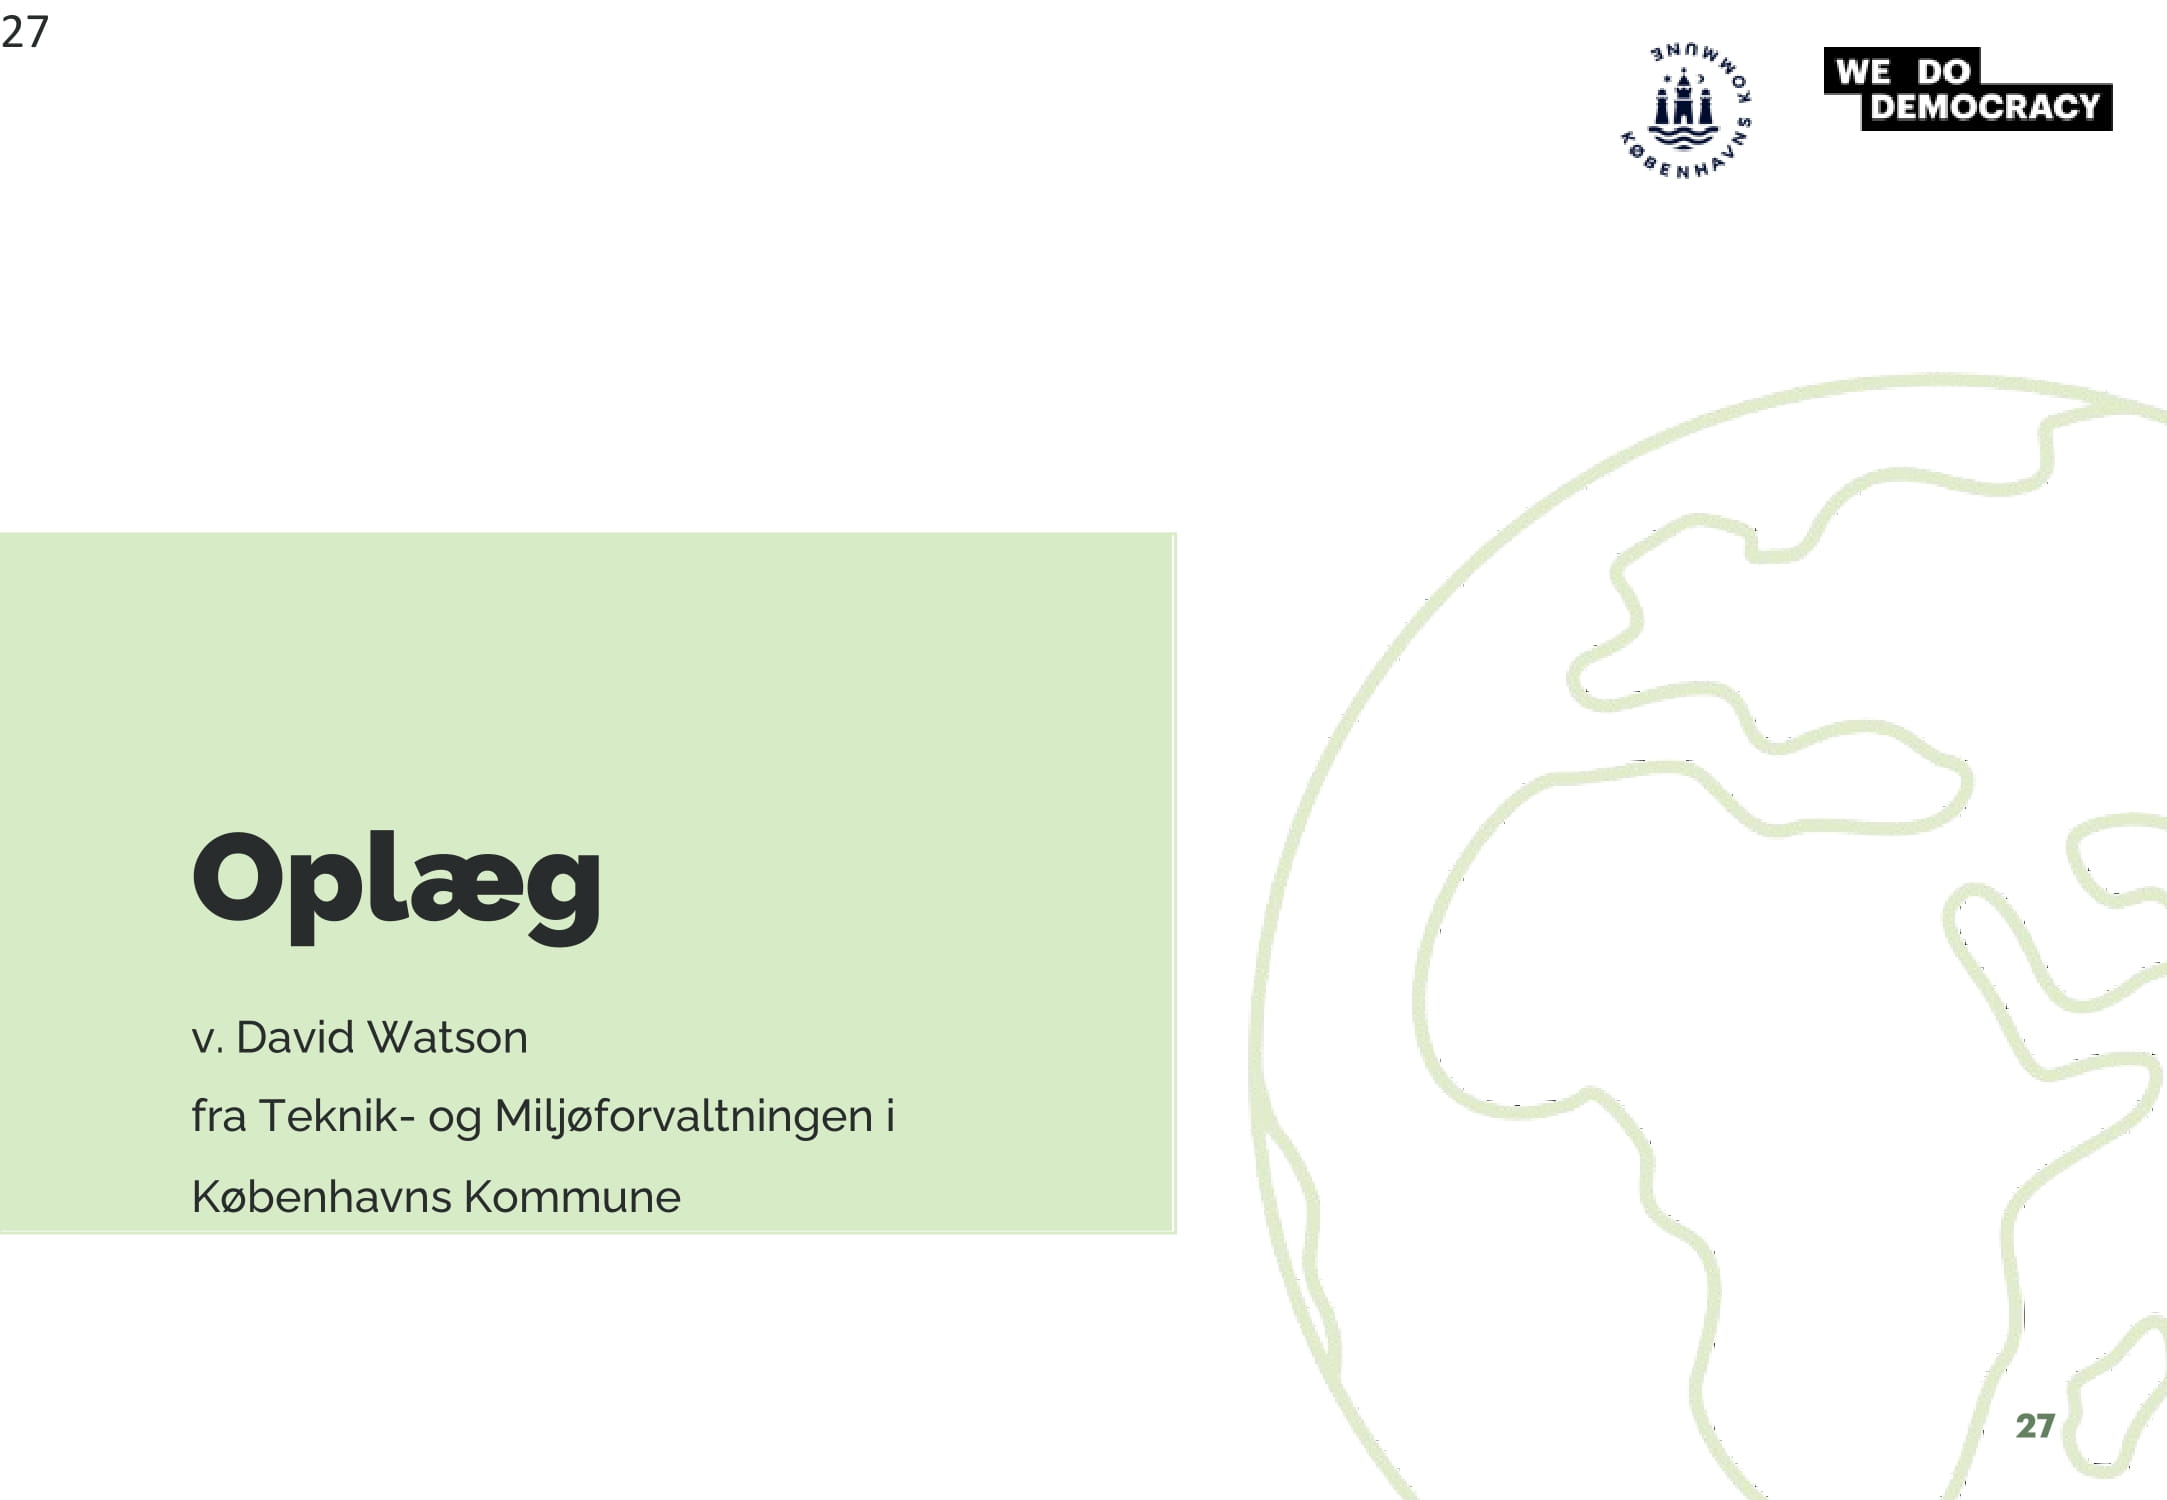 27
KØBENHAVNS KOMMUNE
WE DO
DEMOCRACY
Oplæg
v. David Watson
fra Teknik- og Miljøforvaltningen i
Københavns Kommune
27